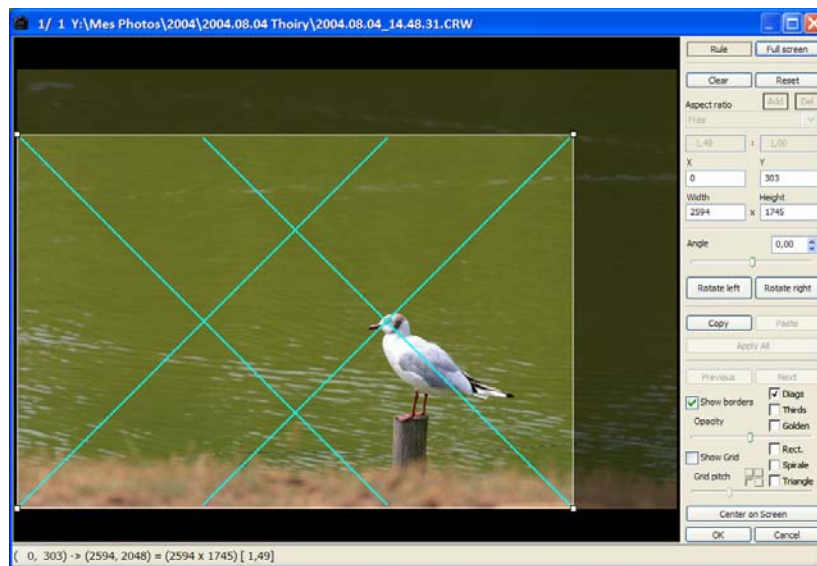 1/ 1 Y:\Mes Photos\2004\2004.08.04 Thoiry\2004.08.04_14.48.31.CRW
Rule Full screen
Clear Reset
Aspect ratio Add Del
Free
1,49 : 1,00
X Y
0 303
Width Height
2594 x 1745
Angle 0,00
Rotate left Rotate right
Copy Paste
Apply All
Previous Next
Show borders Diags
Thirds
Opacity Golden
Rect.
Show Grid Spirale
Grid pitch Triangle
Center on Screen
OK Cancel
( 0, 303) -> (2594, 2048) = (2594 x 1745) [ 1,49]